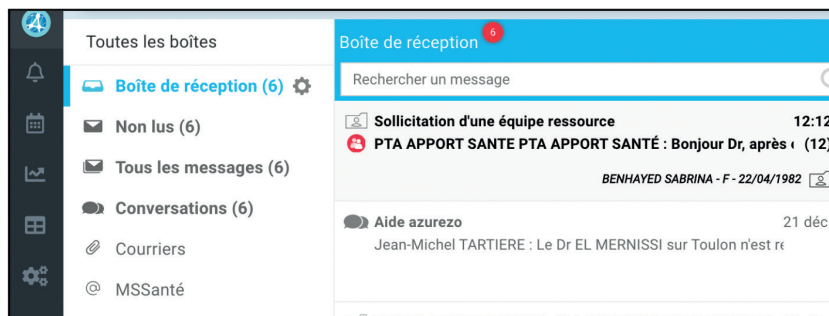 Toutes les boîtes
Boîte de réception (6)
Non lus (6)
Tous les messages (6)
Conversations (6)
Courriers
MSSanté
Boîte de réception 6
Rechercher un message
Sollicitation d'une équipe ressource 12:12
PTA APPORT SANTE PTA APPORT SANTÉ : Bonjour Dr, après (12)
BENHAYED SABRINA - F - 22/04/1982
Aide azurezo 21 déc.
Jean-Michel TARTIERE : Le Dr EL MERNISSI sur Toulon n'est